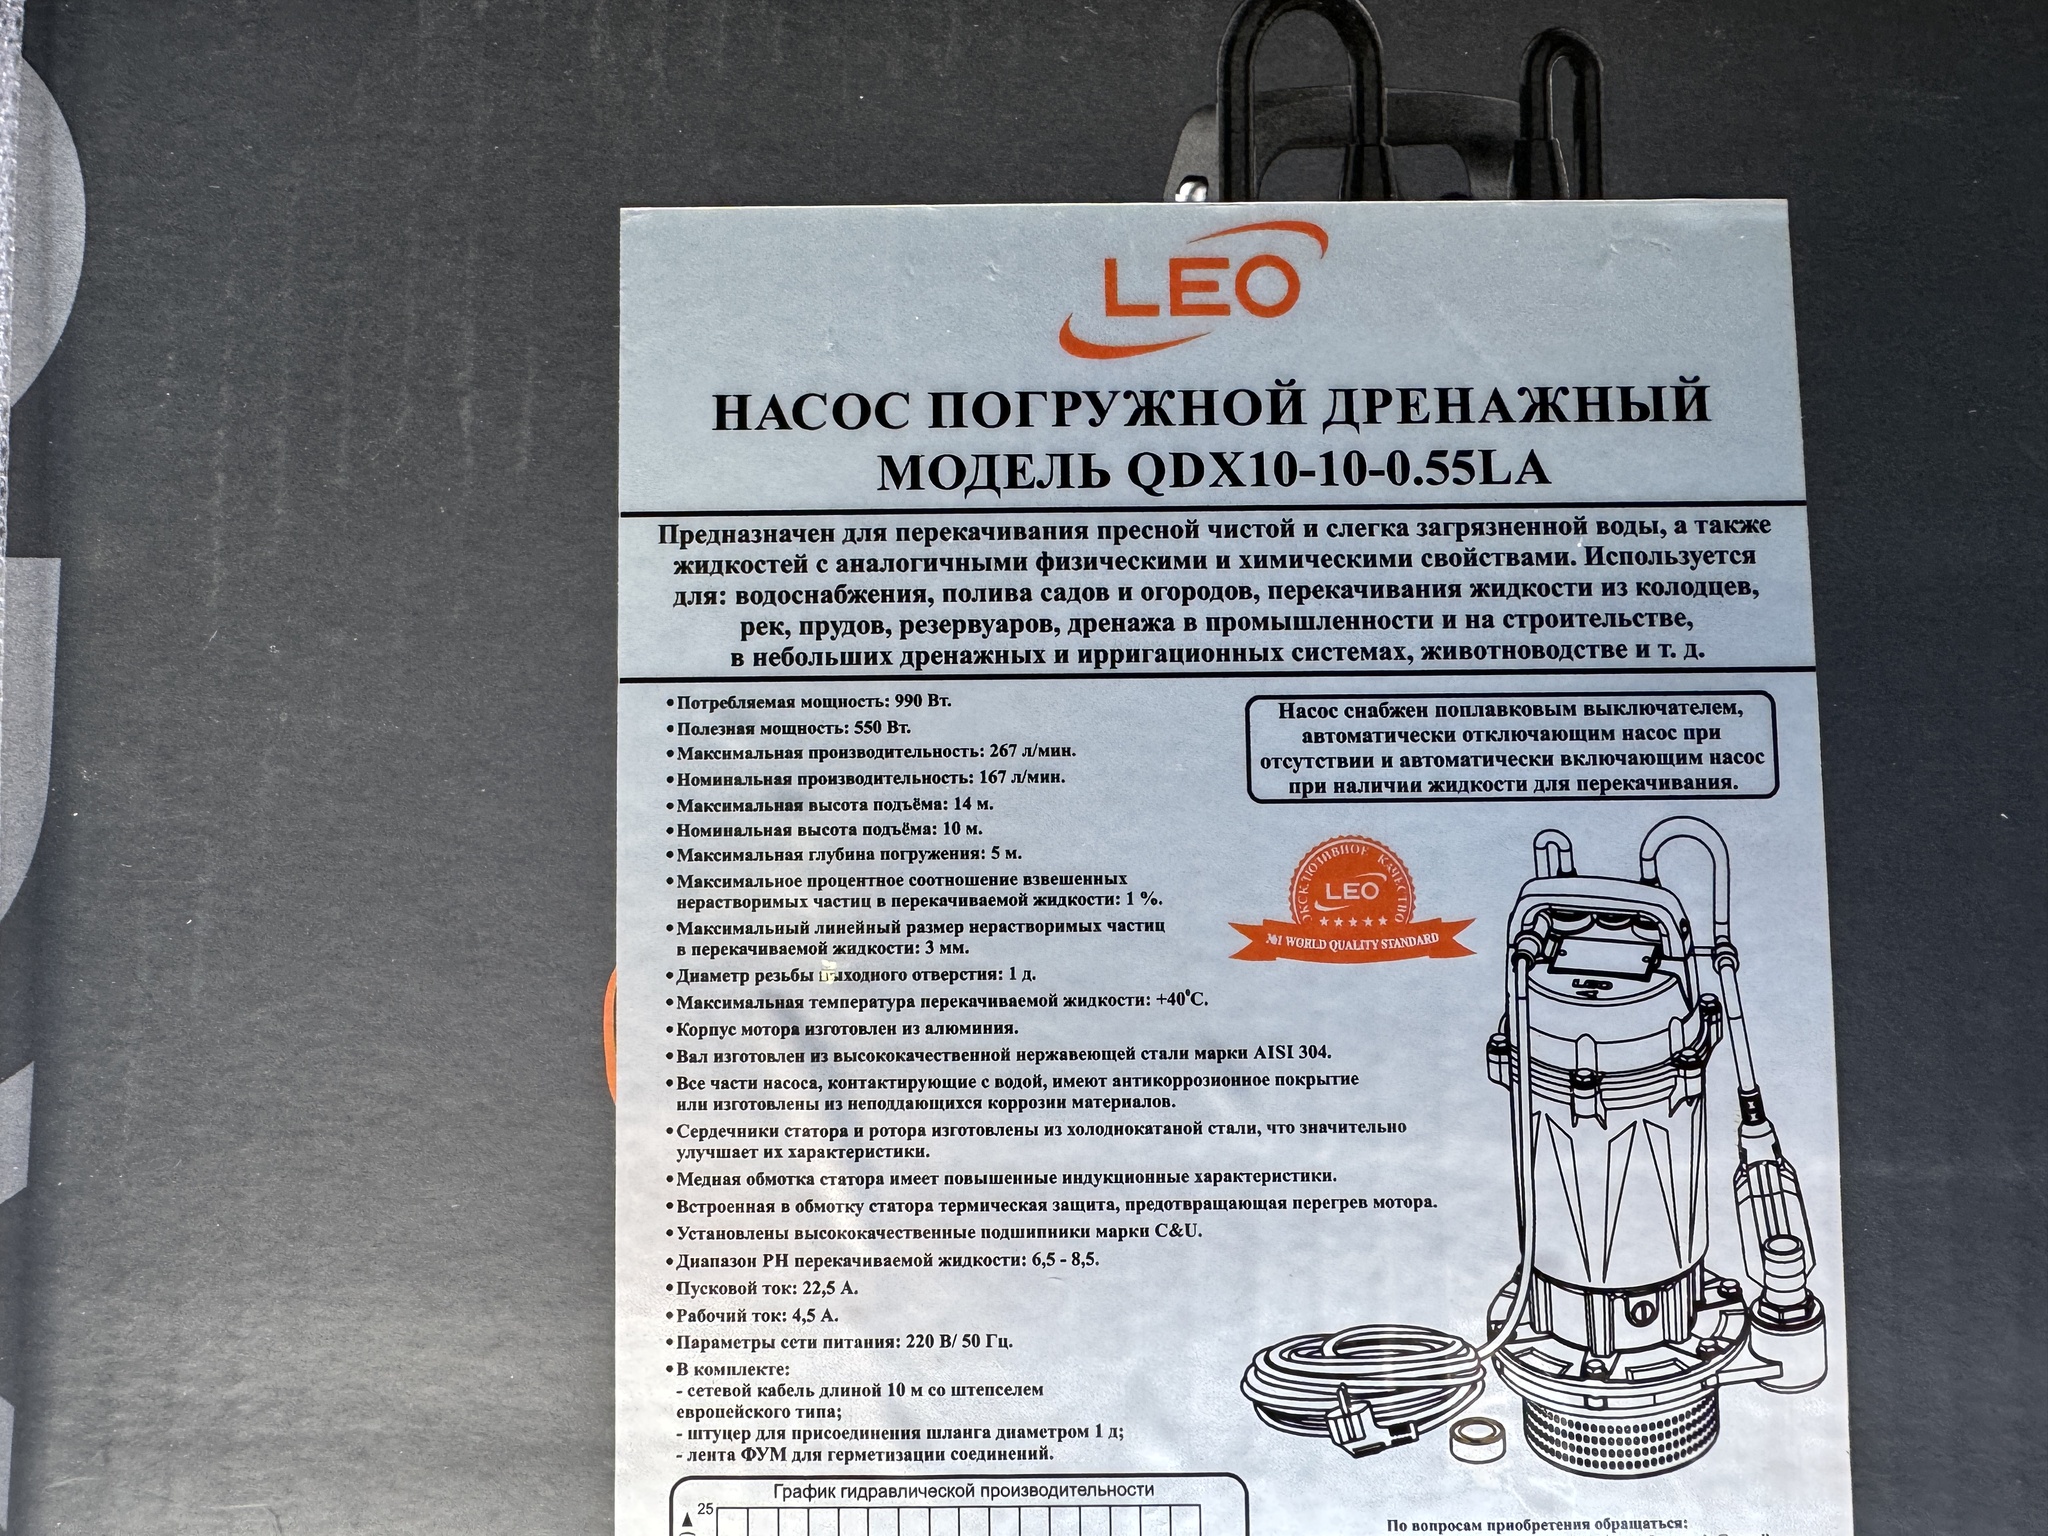 LEO
НАСОС ПОГРУЖНОЙ ДРЕНАЖНЫЙ
МОДЕЛЬ QDX10-10-0.55LA
Предназначен для перекачивания пресной чистой и слегка загрязненной воды, а также
жидкостей с аналогичными физическими и химическими свойствами. Используется
для: водоснабжения, полива садов и огородов, перекачивания жидкости из колодцев,
рек, прудов, резервуаров, дренажа в промышленности и на строительстве,
в небольших дренажных и ирригационных системах, животноводстве и т. д.
• Потребляемая мощность: 990 Вт.
• Полезная мощность: 550 Вт.
• Максимальная производительность: 267 л/мин.
• Номинальная производительность: 167 л/мин.
• Максимальная высота подъёма: 14 м.
• Номинальная высота подъёма: 10 м.
• Максимальная глубина погружения: 5 м.
• Максимальное процентное соотношение взвешенных
нерастворимых частиц в перекачиваемой жидкости: 1 %.
• Максимальный линейный размер нерастворимых частиц
в перекачиваемой жидкости: 3 мм.
• Диаметр резьбы выходного отверстия: 1 д.
• Максимальная температура перекачиваемой жидкости: +40°С.
• Корпус мотора изготовлен из алюминия.
• Вал изготовлен из высококачественной нержавеющей стали марки AISI 304.
• Все части насоса, контактирующие с водой, имеют антикоррозионное покрытие
или изготовлены из неподдающихся коррозии материалов.
• Сердечники статора и ротора изготовлены из холоднокатаной стали, что значительно
улучшает их характеристики.
• Медная обмотка статора имеет повышенные индукционные характеристики.
• Встроенная в обмотку статора термическая защита, предотвращающая перегрев мотора.
• Установлены высококачественные подшипники марки C&U.
• Диапазон PH перекачиваемой жидкости: 6,5 - 8,5.
• Пусковой ток: 22,5 А.
• Рабочий ток: 4,5 А.
• Параметры сети питания: 220 В/ 50 Гц.
• В комплекте:
- сетевой кабель длиной 10 м со штепселем
европейского типа;
- штуцер для присоединения шланга диаметром 1 д;
- лента ФУМ для герметизации соединений.
Насос снабжен поплавковым выключателем,
автоматически отключающим насос при
отсутствии и автоматически включающим насос
при наличии жидкости для перекачивания.
ЭКСКЛЮЗИВНОЕ КАЧЕСТВО
LEO
№1 WORLD QUALITY STANDARD
LEO
График гидравлической производительности
25
По вопросам приобретения обращаться: